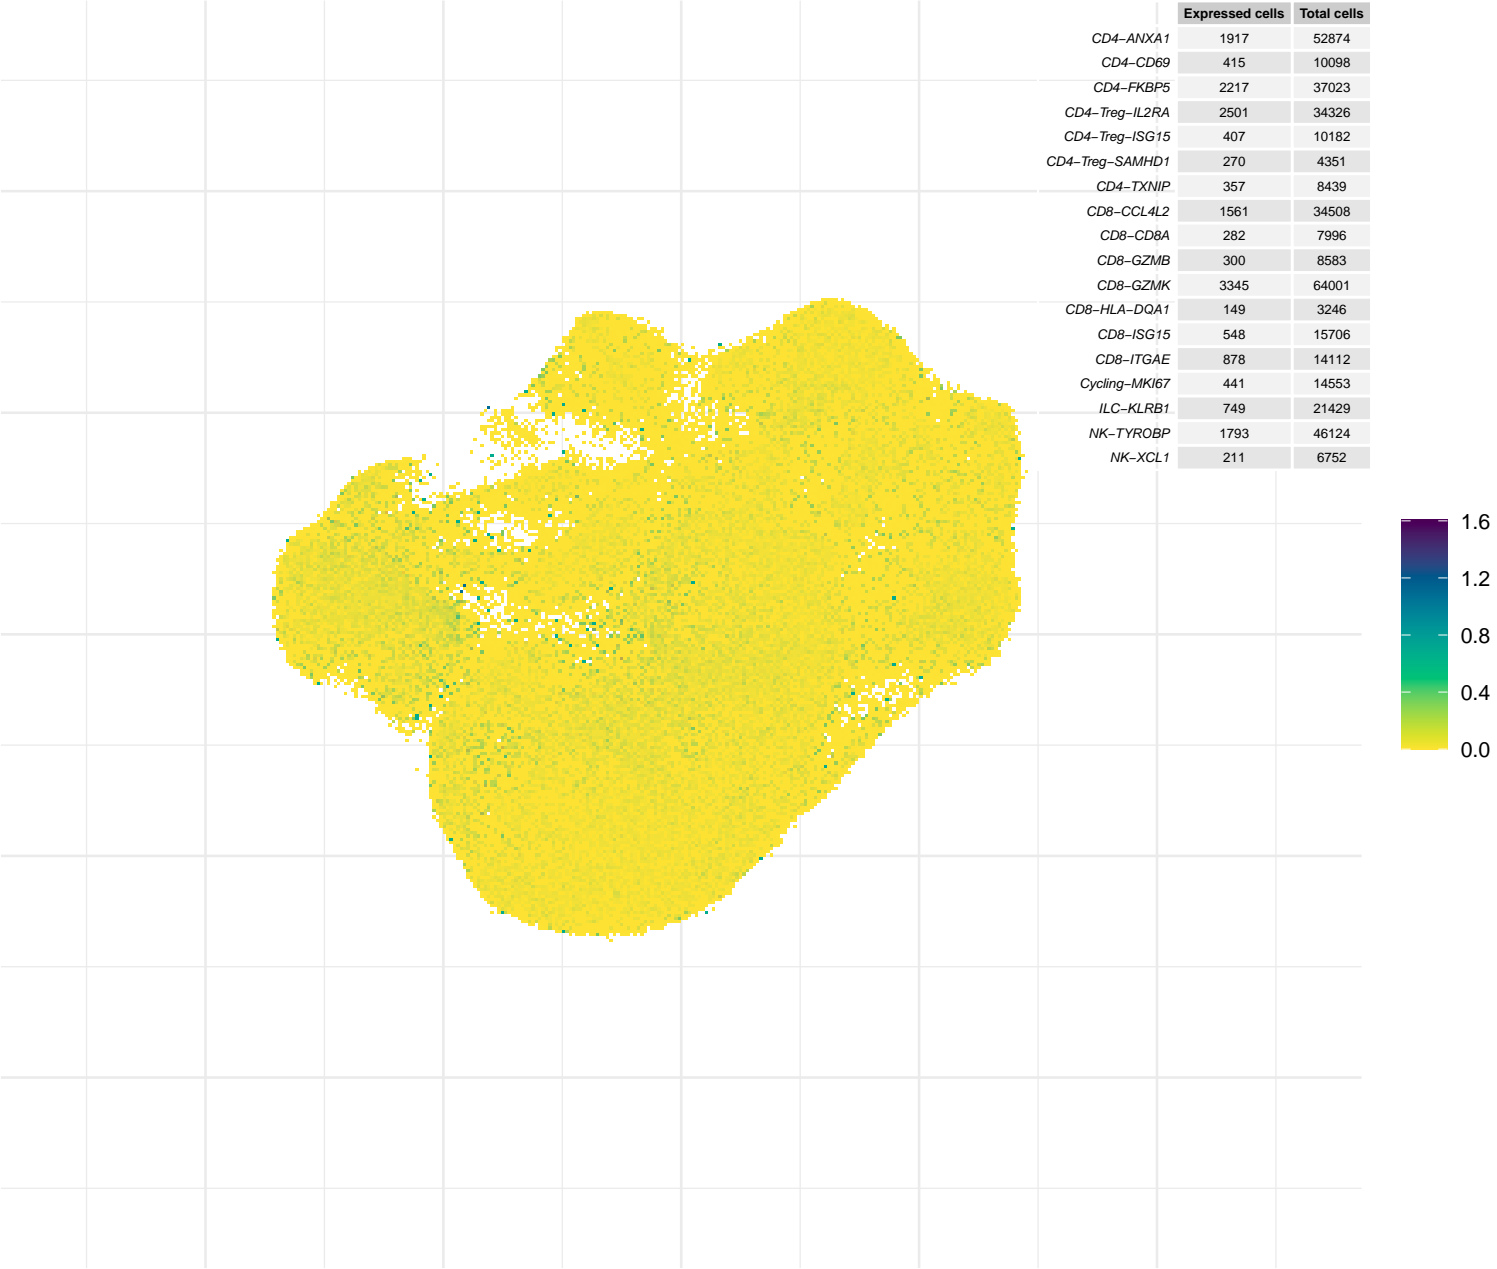 Expressed cells Total cells
CD4−ANXA1 1917 52874
CD4−CD69 415 10098
CD4−FKBP5 2217 37023
CD4−Treg−IL2RA 2501 34326
CD4−Treg−ISG15 407 10182
CD4−Treg−SAMHD1 270 4351
CD4−TXNIP 357 8439
CD8−CCL4L2 1561 34508
CD8−CD8A 282 7996
CD8−GZMB 300 8583
CD8−GZMK 3345 64001
CD8−HLA−DQA1 149 3246
CD8−ISG15 548 15706
CD8−ITGAE 878 14112
Cycling−MKI67 441 14553
ILC−KLRB1 749 21429
NK−TYROBP 1793 46124
NK−XCL1 211 6752
1.6
1.2
0.8
0.4
0.0